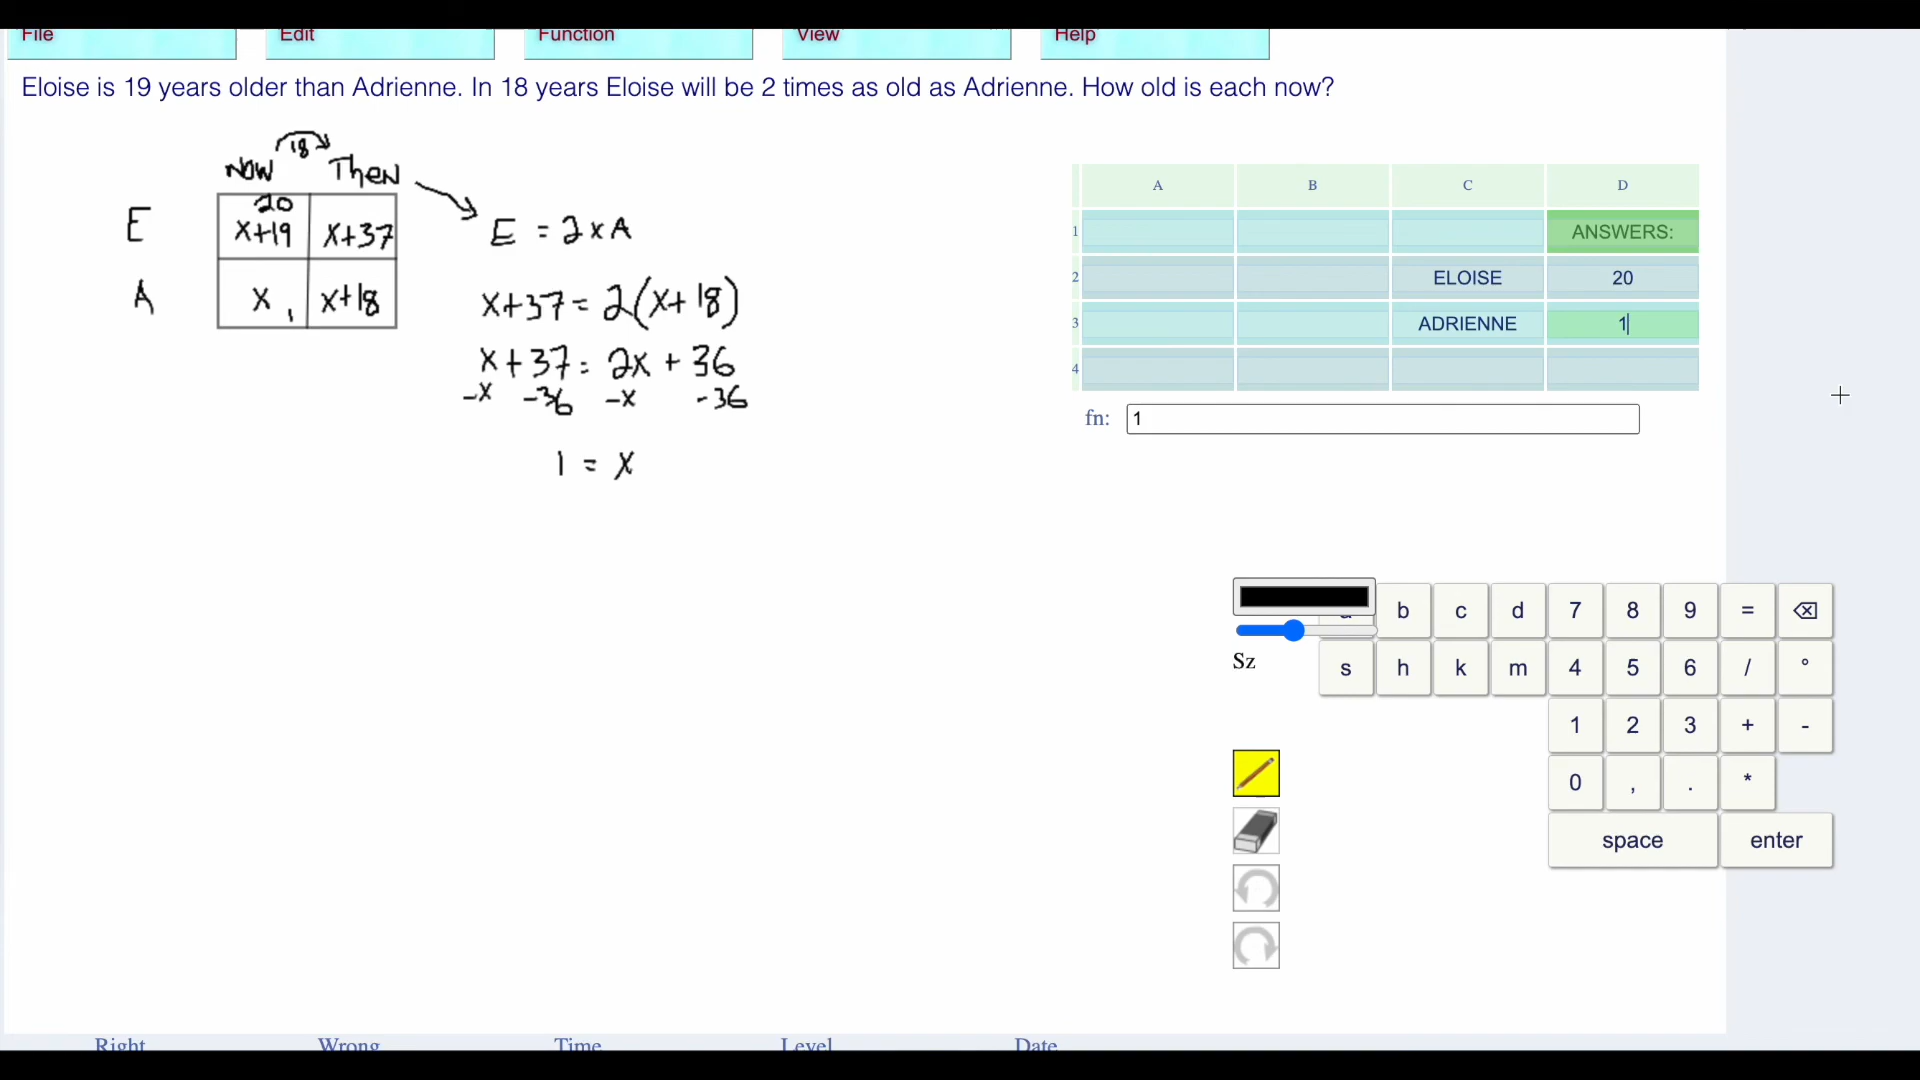 File Edit Function View Help
Eloise is 19 years older than Adrienne. In 18 years Eloise will be 2 times as old as Adrienne. How old is each now?
18
Now Then
20
E x+19 x+37
A x 1 x+18
E = 2 x A
x+37 = 2(x+18)
x+37 = 2x + 36
-x -36 -x -36
1 = x
A B C D
1 ANSWERS:
2 ELOISE 20
3 ADRIENNE 1
4
fn: 1
b c d 7 8 9 = ⌫
Sz
s h k m 4 5 6 / °
1 2 3 + -
0 , . *
space enter
Right Wrong Time Level Date